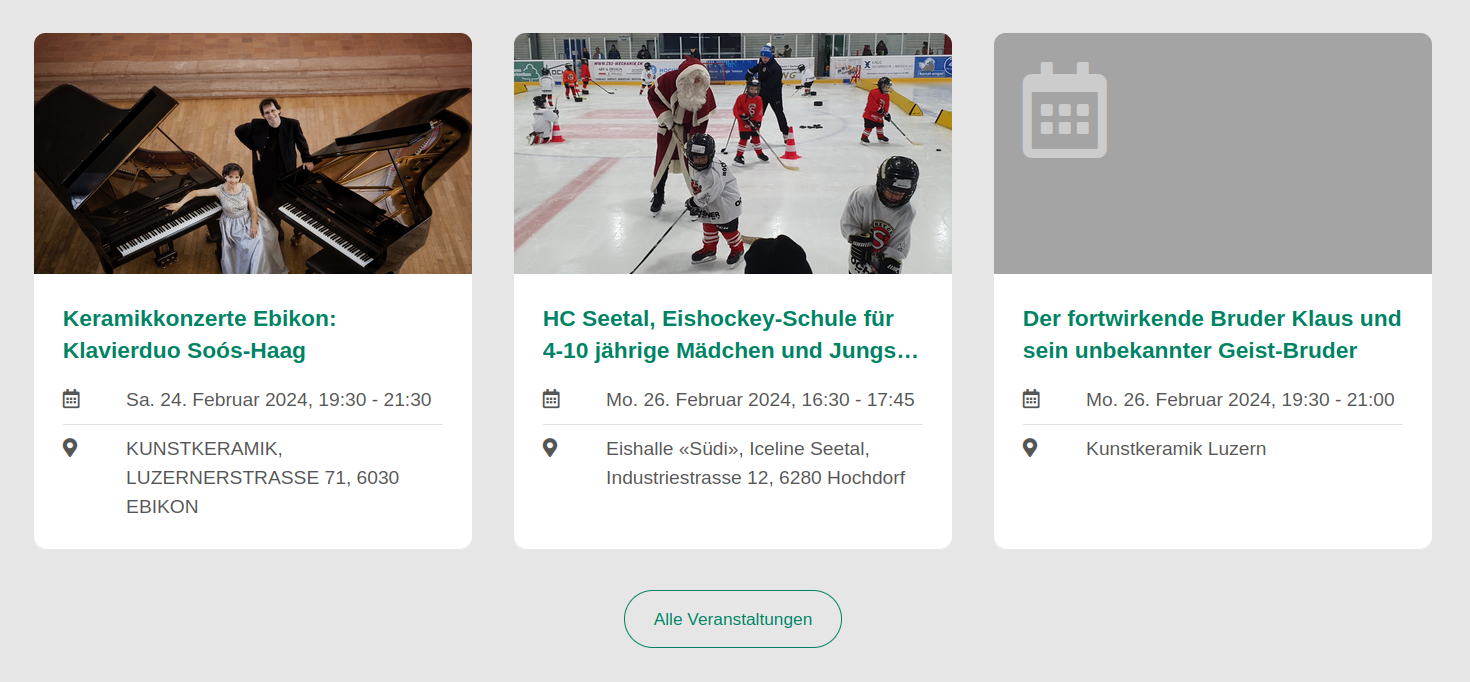 Keramikkonzerte Ebikon:
Klavierduo Soós-Haag
Sa. 24. Februar 2024, 19:30 - 21:30
KUNSTKERAMIK,
LUZERNERSTRASSE 71, 6030
EBIKON
HC Seetal, Eishockey-Schule für
4-10 jährige Mädchen und Jungs…
Mo. 26. Februar 2024, 16:30 - 17:45
Eishalle «Südi», Iceline Seetal,
Industriestrasse 12, 6280 Hochdorf
Der fortwirkende Bruder Klaus und
sein unbekannter Geist-Bruder
Mo. 26. Februar 2024, 19:30 - 21:00
Kunstkeramik Luzern
Alle Veranstaltungen